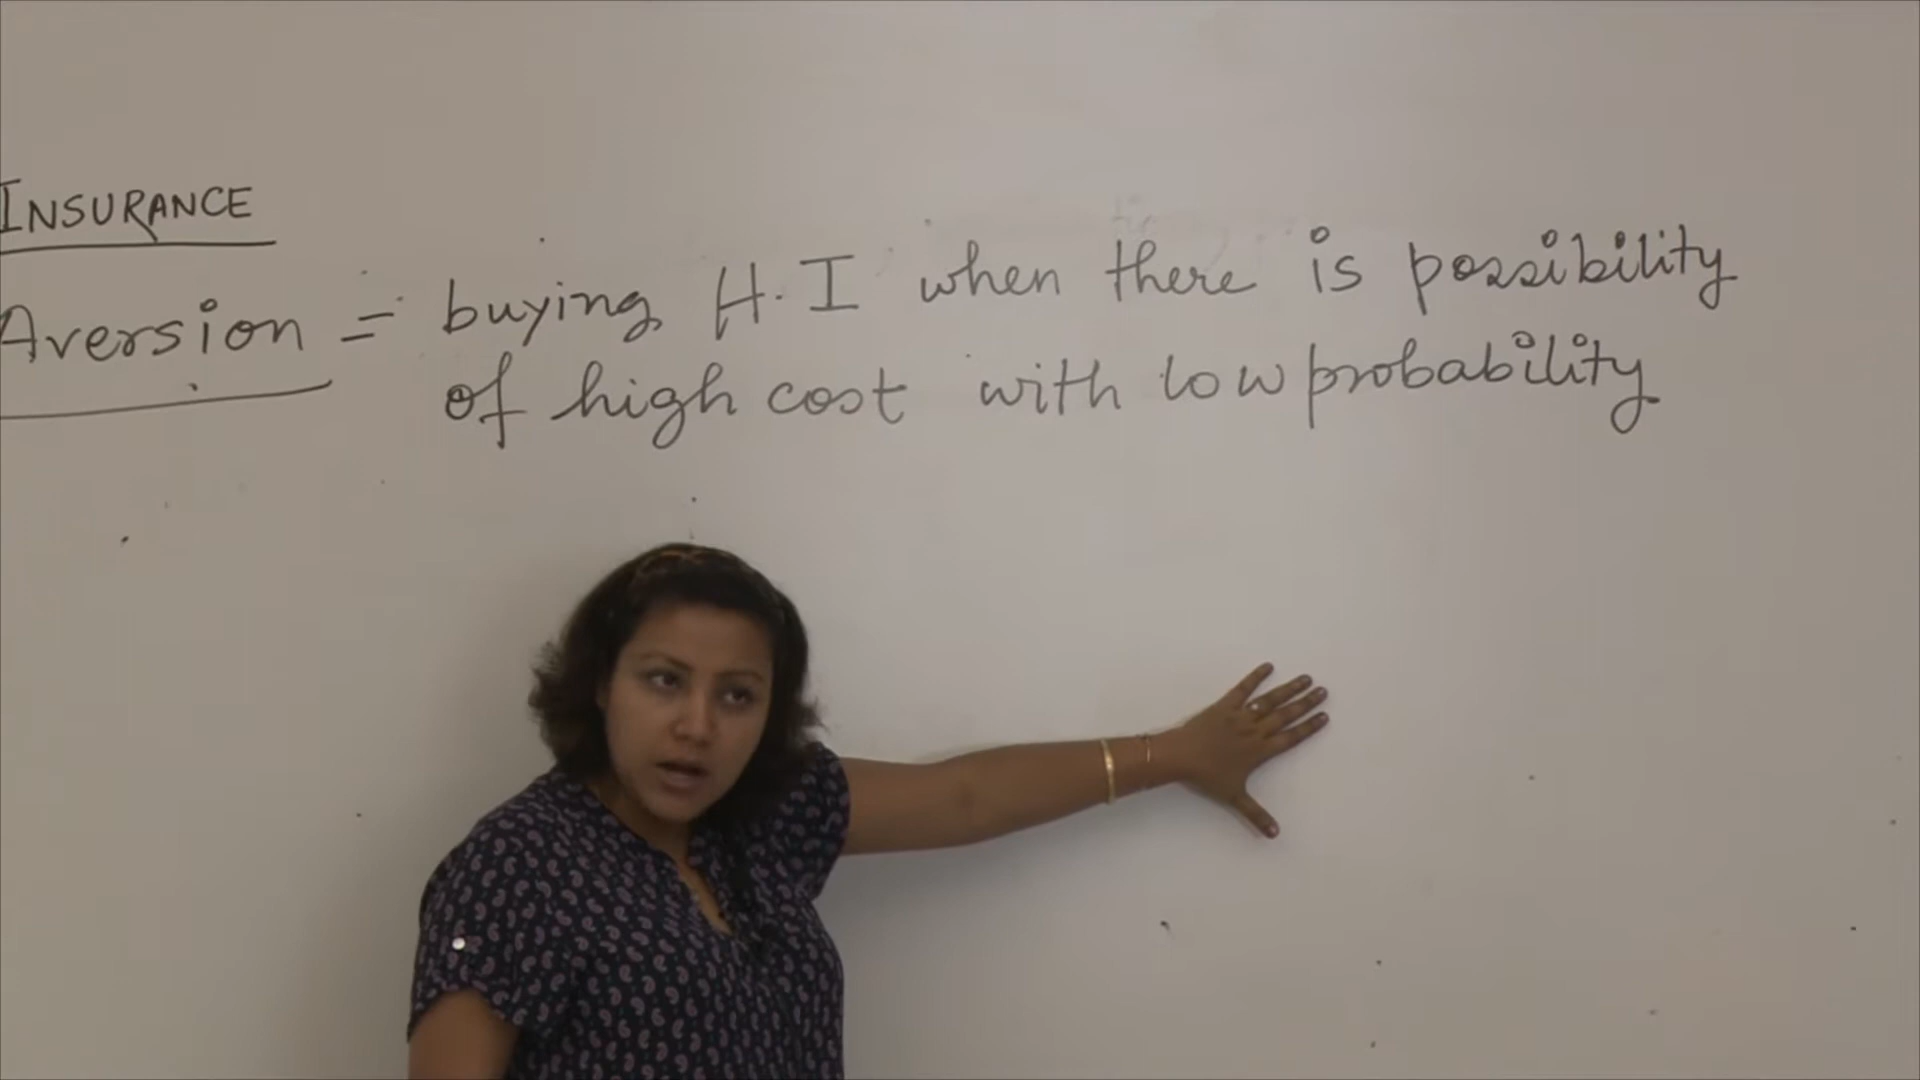 INSURANCE
Aversion = buying H.I when there is possibility
of high cost with low probability